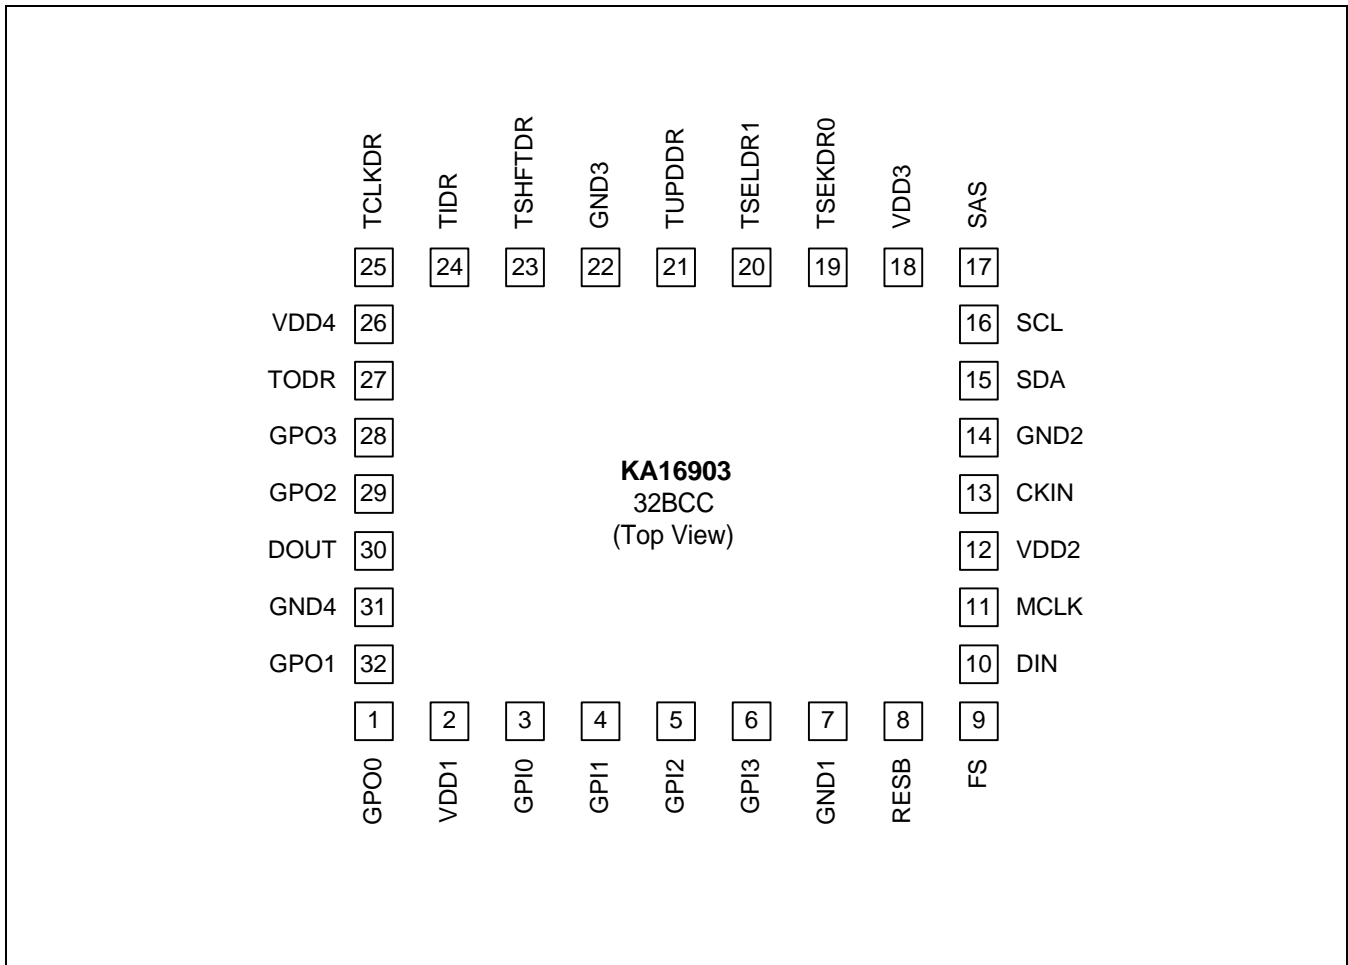 TCLKDR
TIDR
TSHFTDR
GND3
TUPDDR
TSELDR1
TSEKDR0
VDD3
SAS
25 24 23 22 21 20 19 18 17
VDD4 26
16 SCL
TODR 27
15 SDA
GPO3 28
14 GND2
KA16903
32BCC
(Top View)
GPO2 29
13 CKIN
DOUT 30
12 VDD2
GND4 31
11 MCLK
GPO1 32
10 DIN
1 2 3 4 5 6 7 8 9
GPO0
VDD1
GPI0
GPI1
GPI2
GPI3
GND1
RESB
FS